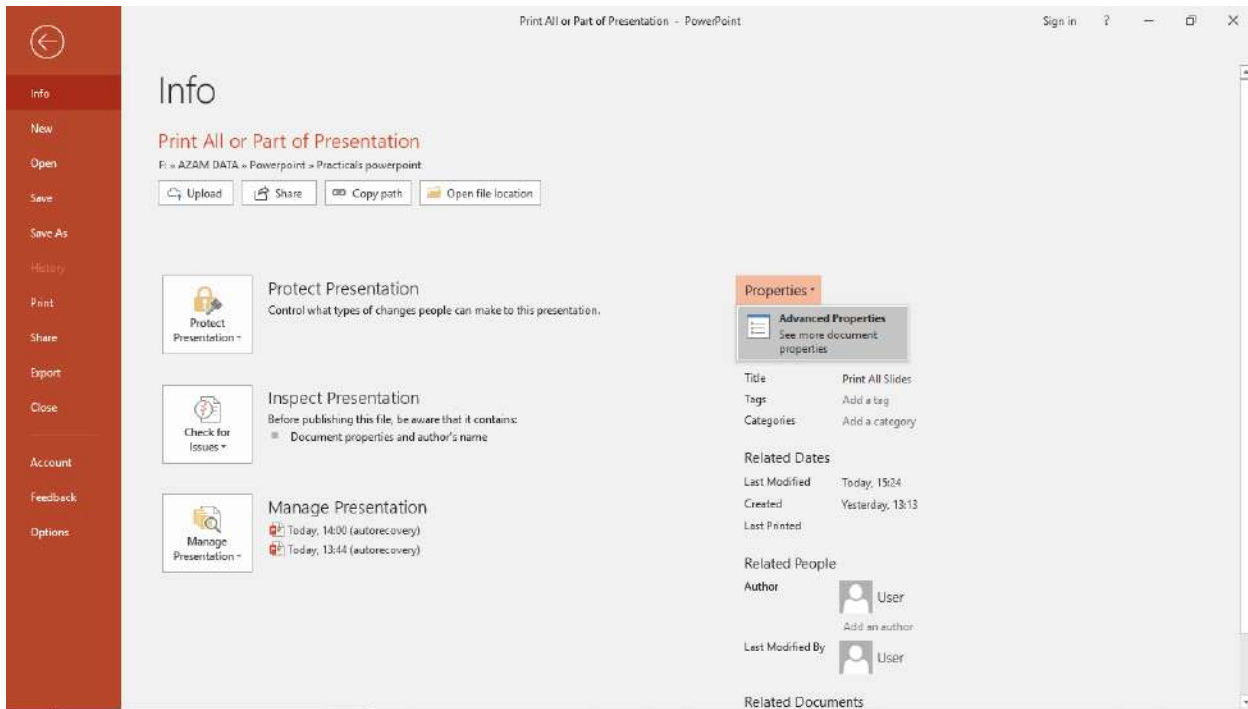 Print All or Part of Presentation - PowerPoint
Sign in ?
Info
New
Open
Save
Save As
History
Print
Share
Export
Close
Account
Feedback
Options
Info
Print All or Part of Presentation
F: » AZAM DATA » Powerpoint » Practicals powerpoint
Upload Share Copy path Open file location
Protect
Presentation
Protect Presentation
Control what types of changes people can make to this presentation.
Check for
Issues
Inspect Presentation
Before publishing this file, be aware that it contains:
Document properties and author's name
Manage
Presentation
Manage Presentation
Today, 14:00 (autorecovery)
Today, 13:44 (autorecovery)
Properties
Advanced Properties
See more document
properties
Title Print All Slides
Tags Add a tag
Categories Add a category
Related Dates
Last Modified Today, 15:24
Created Yesterday, 13:13
Last Printed
Related People
Author User
Add an author
Last Modified By User
Related Documents